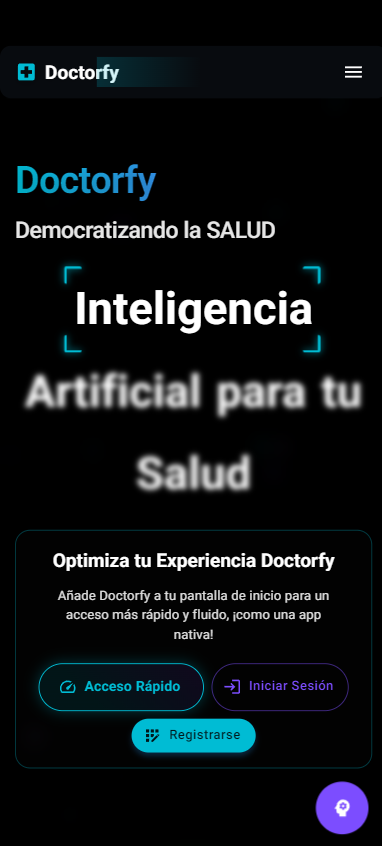 Doctorfy
Doctorfy
Democratizando la SALUD
Inteligencia
Artificial para tu
Salud
Optimiza tu Experiencia Doctorfy
Añade Doctorfy a tu pantalla de inicio para un
acceso más rápido y fluido, ¡como una app
nativa!
Acceso Rápido
Iniciar Sesión
Registrarse